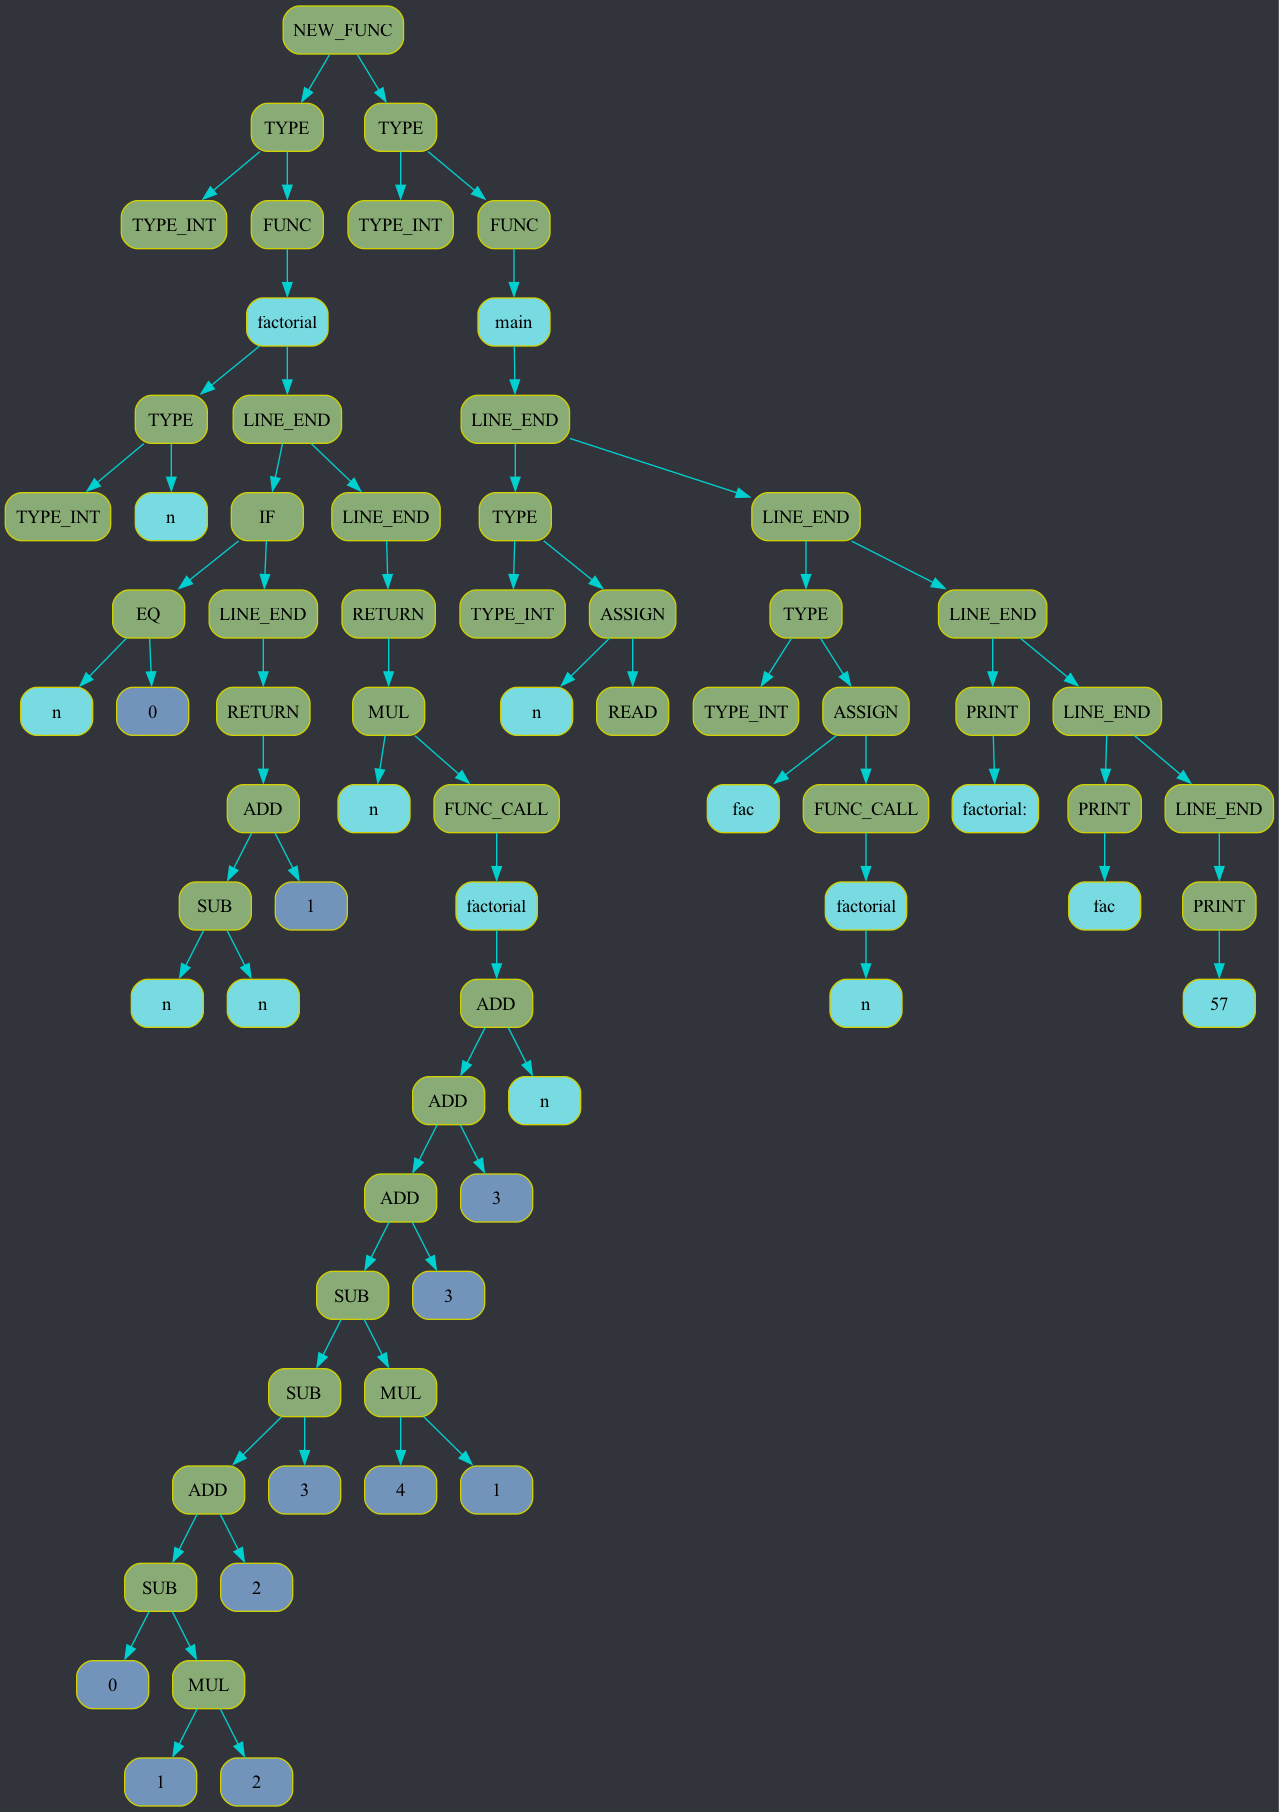 NEW_FUNC
TYPE TYPE
TYPE_INT FUNC TYPE_INT FUNC
factorial main
TYPE LINE_END LINE_END
TYPE_INT n IF LINE_END TYPE LINE_END
EQ LINE_END RETURN TYPE_INT ASSIGN TYPE LINE_END
n 0 RETURN MUL n READ TYPE_INT ASSIGN PRINT LINE_END
ADD n FUNC_CALL fac FUNC_CALL factorial: PRINT LINE_END
SUB 1 factorial factorial fac PRINT
n n ADD n 57
ADD n
ADD 3
SUB 3
SUB MUL
ADD 3 4 1
SUB 2
0 MUL
1 2